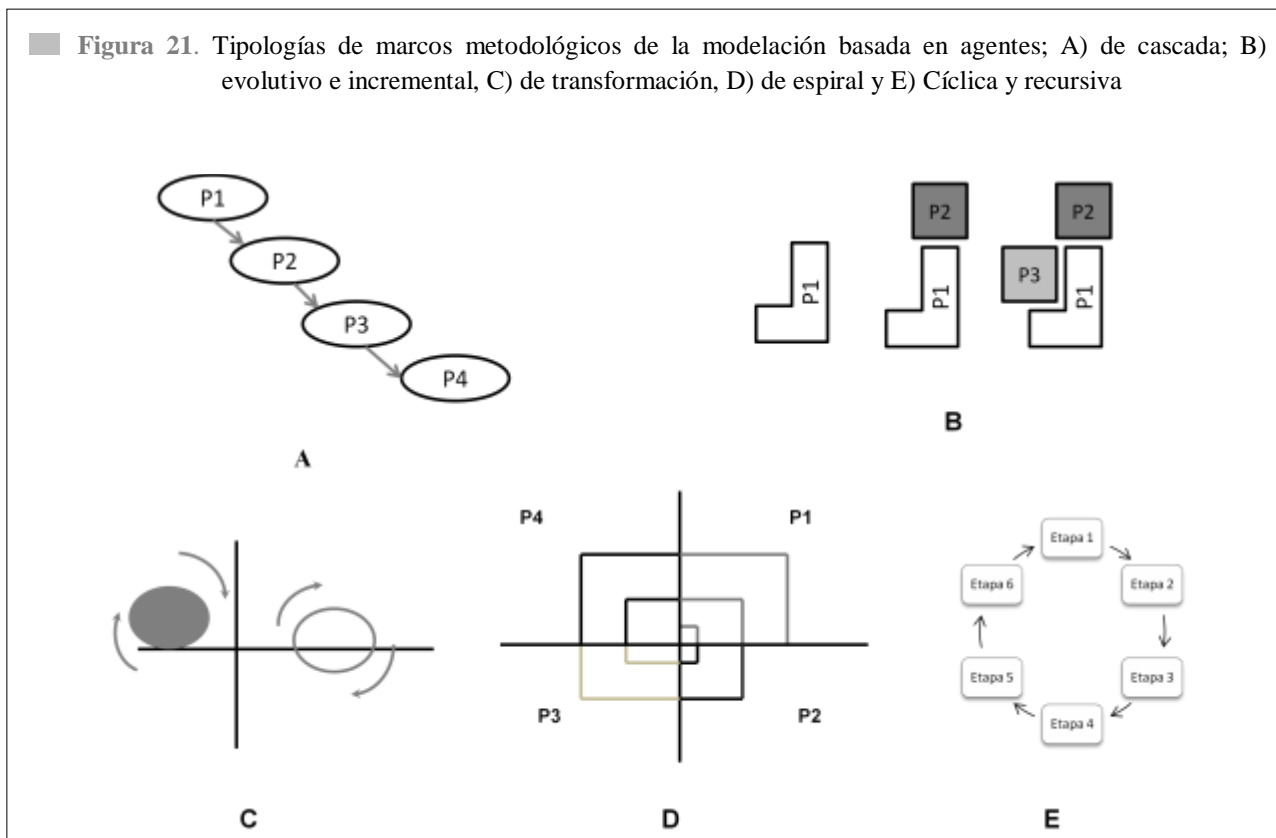 Figura 21. Tipologías de marcos metodológicos de la modelación basada en agentes; A) de cascada; B)
evolutivo e incremental, C) de transformación, D) de espiral y E) Cíclica y recursiva
P1
P2
P3
P4
A
P1
P2
P1
P2
P3
P1
B
C
P4
P1
P3
P2
D
Etapa 1
Etapa 2
Etapa 3
Etapa 4
Etapa 5
Etapa 6
E